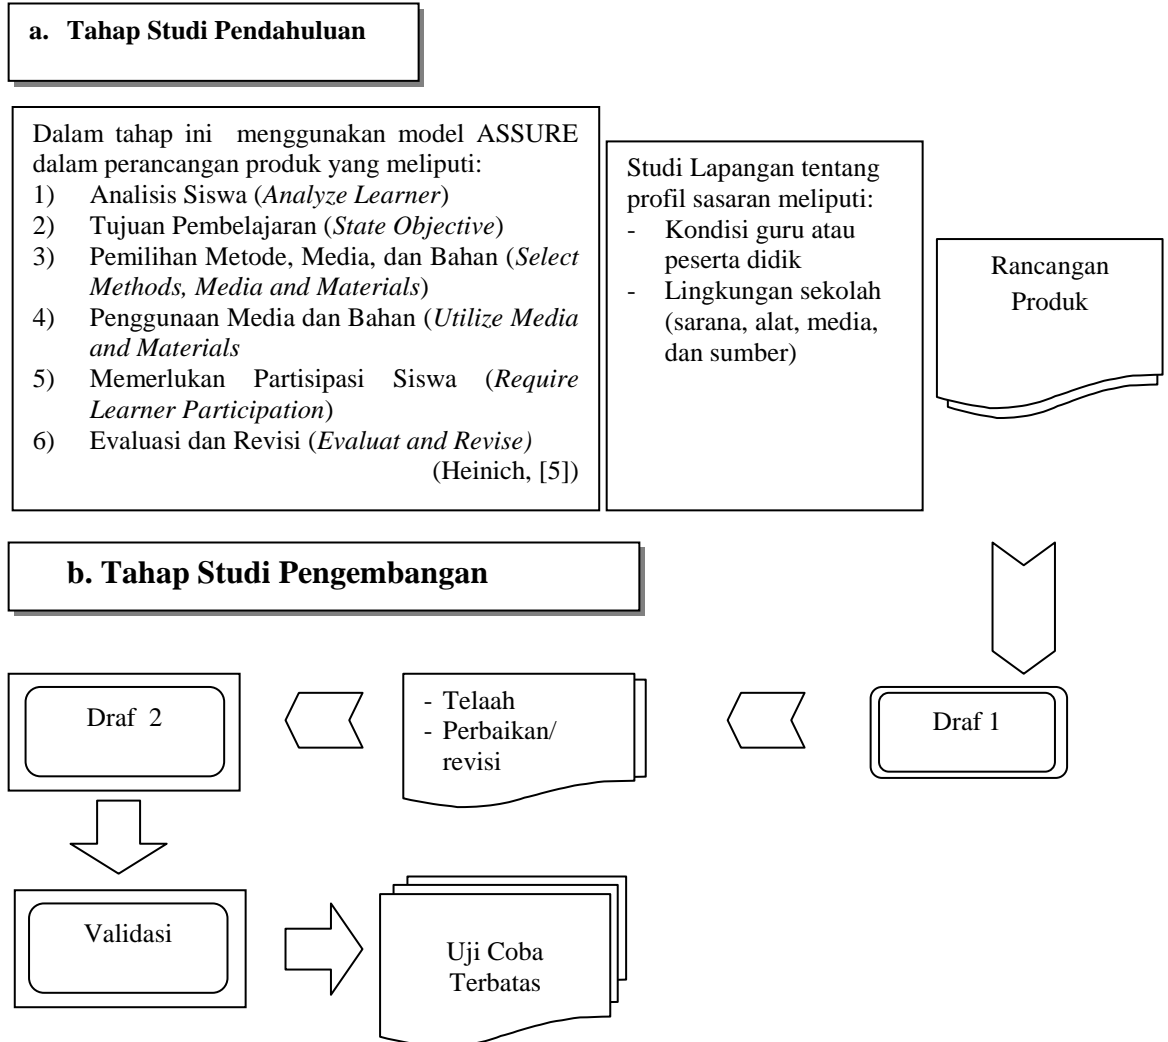 a. Tahap Studi Pendahuluan
Dalam tahap ini menggunakan model ASSURE
dalam perancangan produk yang meliputi:
1) Analisis Siswa (Analyze Learner)
2) Tujuan Pembelajaran (State Objective)
3) Pemilihan Metode, Media, dan Bahan (Select
Methods, Media and Materials)
4) Penggunaan Media dan Bahan (Utilize Media
and Materials
5) Memerlukan Partisipasi Siswa (Require
Learner Participation)
6) Evaluasi dan Revisi (Evaluat and Revise)
(Heinich, [5])
Studi Lapangan tentang
profil sasaran meliputi:
- Kondisi guru atau
peserta didik
- Lingkungan sekolah
(sarana, alat, media,
dan sumber)
Rancangan
Produk
b. Tahap Studi Pengembangan
Draf 1
- Telaah
- Perbaikan/
revisi
Draf 2
Validasi
Uji Coba
Terbatas